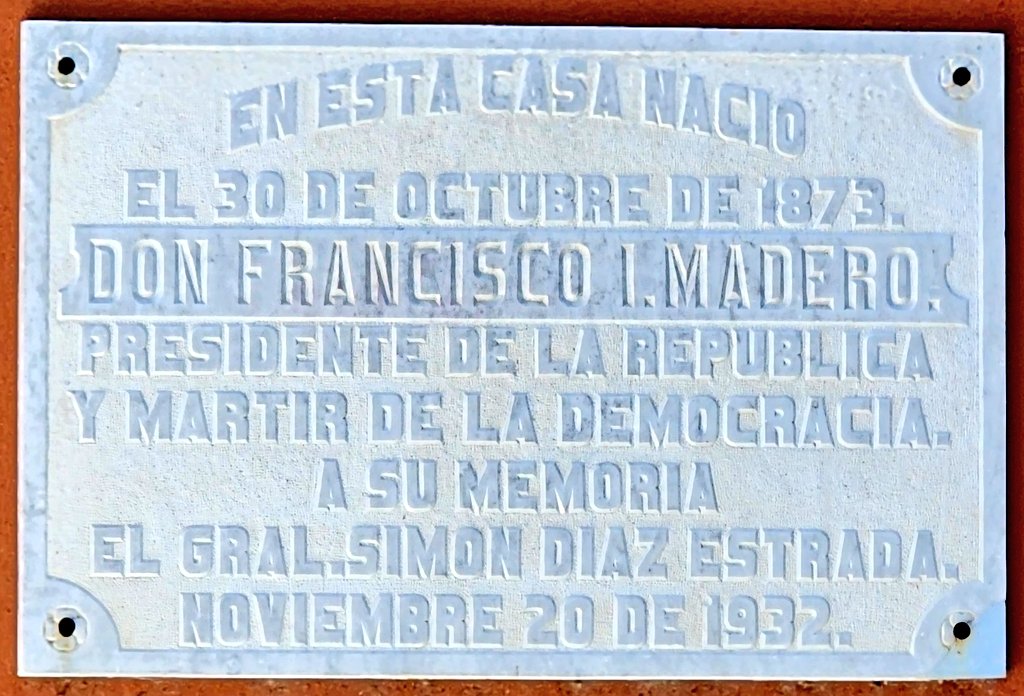 EN ESTA CASA NACIO
EL 30 DE OCTUBRE DE 1873.
DON FRANCISCO I. MADERO.
PRESIDENTE DE LA REPUBLICA
Y MARTIR DE LA DEMOCRACIA.
A SU MEMORIA
EL GRAL. SIMON DIAZ ESTRADA.
NOVIEMBRE 20 DE 1932.